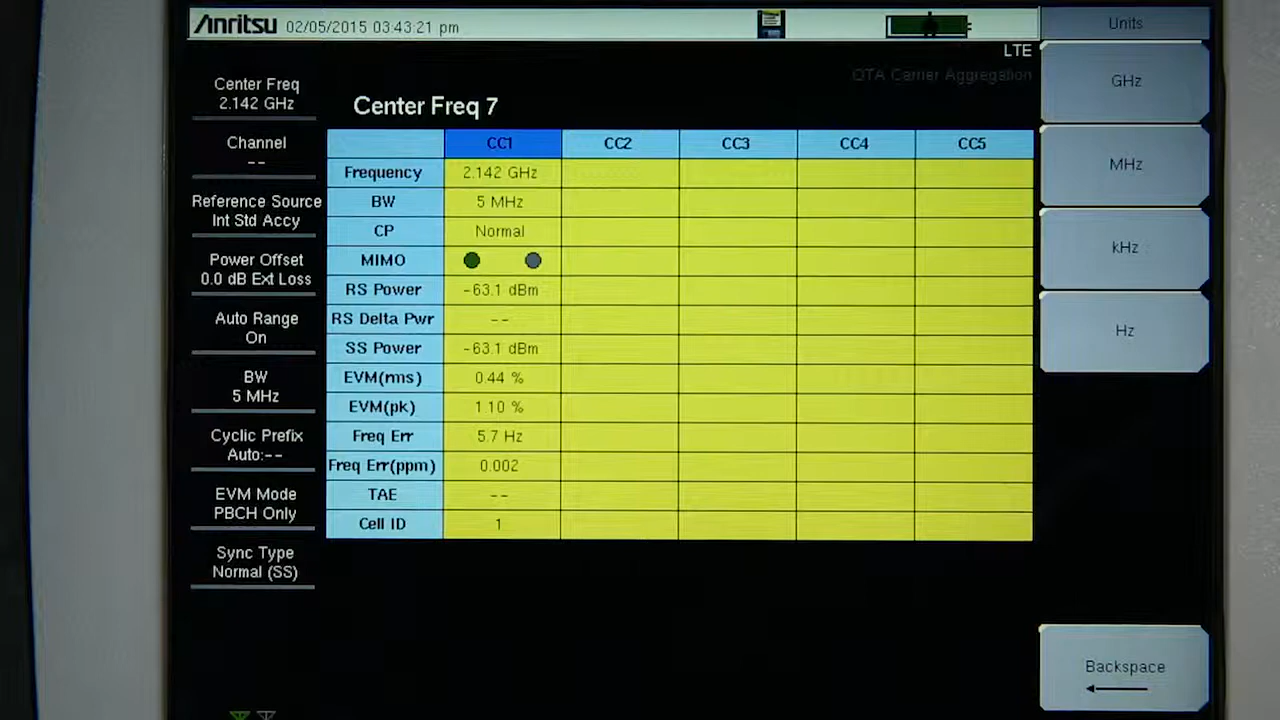 Anritsu 02/05/2015 03:43:21 pm
Units
LTE
OTA Carrier Aggregation
Center Freq
2.142 GHz
Channel
--
Reference Source
Int Std Accy
Power Offset
0.0 dB Ext Loss
Auto Range
On
BW
5 MHz
Cyclic Prefix
Auto:--
EVM Mode
PBCH Only
Sync Type
Normal (SS)
Center Freq 7
CC1 CC2 CC3 CC4 CC5
Frequency 2.142 GHz
BW 5 MHz
CP Normal
MIMO
RS Power -63.1 dBm
RS Delta Pwr --
SS Power -63.1 dBm
EVM(rms) 0.44 %
EVM(pk) 1.10 %
Freq Err 5.7 Hz
Freq Err(ppm) 0.002
TAE --
Cell ID 1
GHz
MHz
kHz
Hz
Backspace